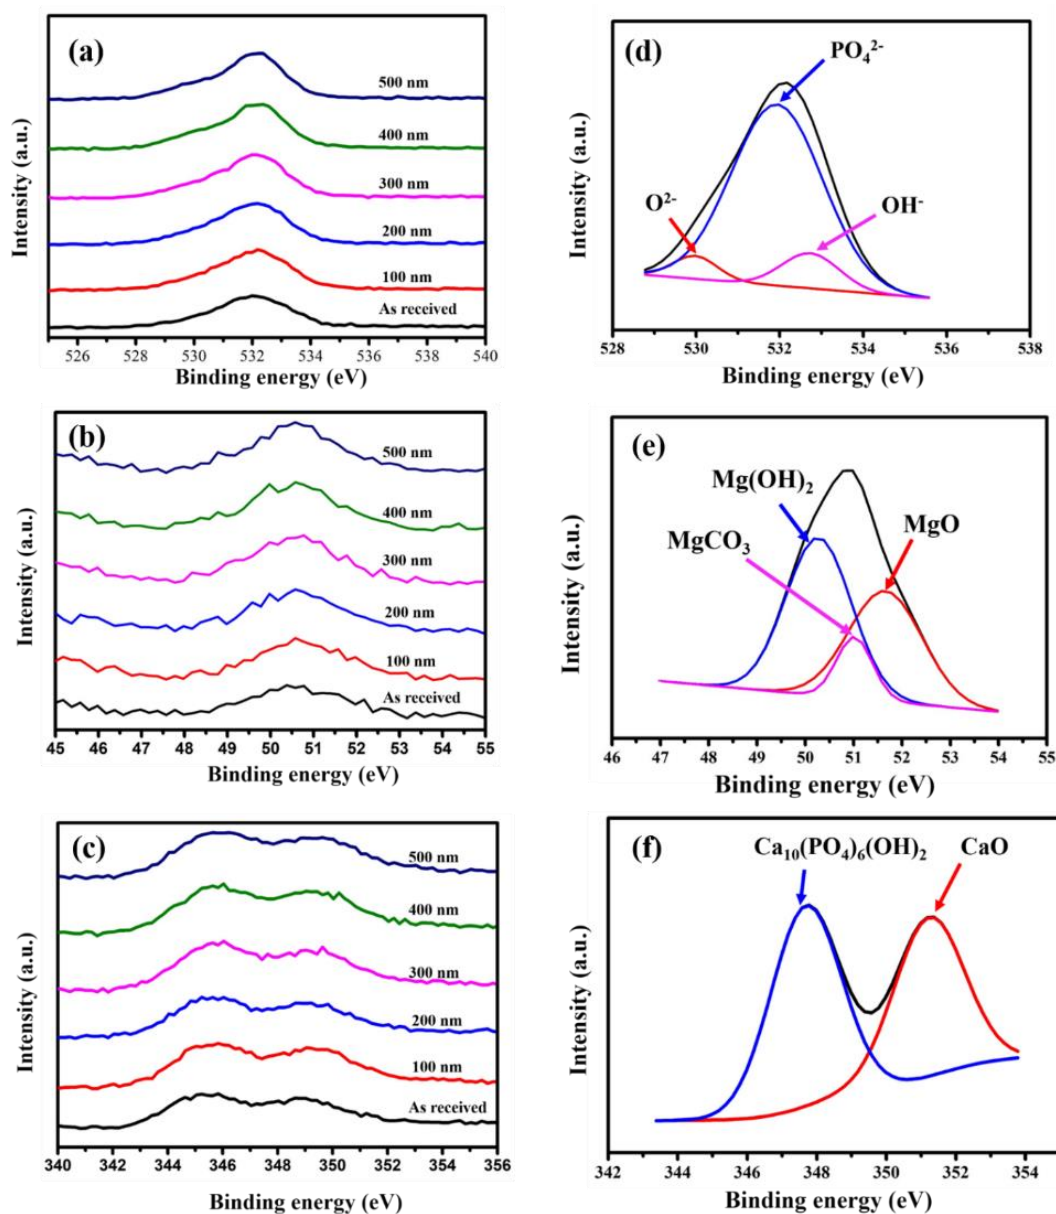 (a)
500 nm
400 nm
300 nm
200 nm
100 nm
As received
Intensity (a.u.)
526 528 530 532 534 536 538 540
Binding energy (eV)
(d)
PO₄²⁻
O²⁻
OH⁻
Intensity (a.u.)
528 530 532 534 536 538
Binding energy (eV)
(b)
500 nm
400 nm
300 nm
200 nm
100 nm
As received
Intensity (a.u.)
45 46 47 48 49 50 51 52 53 54 55
Binding energy (eV)
(e)
Mg(OH)₂
MgCO₃
MgO
Intensity (a.u.)
46 47 48 49 50 51 52 53 54 55
Binding energy (eV)
(c)
500 nm
400 nm
300 nm
200 nm
100 nm
As received
Intensity (a.u.)
340 342 344 346 348 350 352 354 356
Binding energy (eV)
(f)
Ca₁₀(PO₄)₆(OH)₂
CaO
Intensity (a.u.)
342 344 346 348 350 352 354
Binding energy (eV)